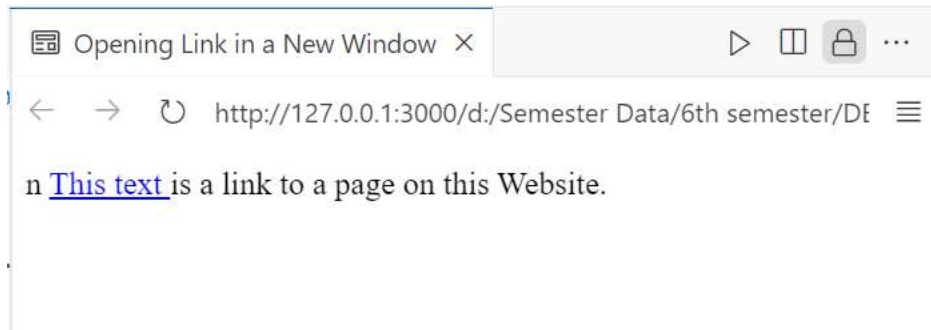 Opening Link in a New Window
http://127.0.0.1:3000/d:/Semester Data/6th semester/DE
n This text is a link to a page on this Website.